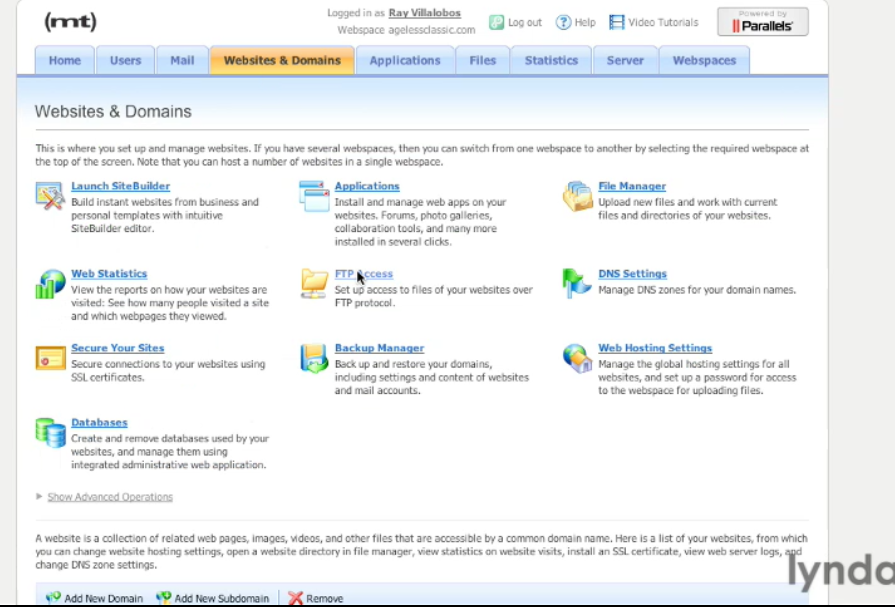 (mt)
Logged in as Ray Villalobos
Webspace agelessclassic.com
Log out
Help
Video Tutorials
Powered by
Parallels
Home
Users
Mail
Websites & Domains
Applications
Files
Statistics
Server
Webspaces
Websites & Domains
This is where you set up and manage websites. If you have several webspaces, then you can switch from one webspace to another by selecting the required webspace at
the top of the screen. Note that you can host a number of websites in a single webspace.
Launch SiteBuilder
Build instant websites from business and
personal templates with intuitive
SiteBuilder editor.
Applications
Install and manage web apps on your
websites. Forums, photo galleries,
collaboration tools, and many more
installed in several clicks.
File Manager
Upload new files and work with current
files and directories of your websites.
Web Statistics
View the reports on how your websites are
visited: See how many people visited a site
and which webpages they viewed.
FTP Access
Set up access to files of your websites over
FTP protocol.
DNS Settings
Manage DNS zones for your domain names.
Secure Your Sites
Secure connections to your websites using
SSL certificates.
Backup Manager
Back up and restore your domains,
including settings and content of websites
and mail accounts.
Web Hosting Settings
Manage the global hosting settings for all
websites, and set up a password for access
to the webspace for uploading files.
Databases
Create and remove databases used by your
websites, and manage them using
integrated administrative web application.
Show Advanced Operations
A website is a collection of related web pages, images, videos, and other files that are accessible by a common domain name. Here is a list of your websites, from which
you can change website hosting settings, open a website directory in file manager, view statistics on website visits, install an SSL certificate, view web server logs, and
change DNS zone settings.
lynda
Add New Domain
Add New Subdomain
Remove